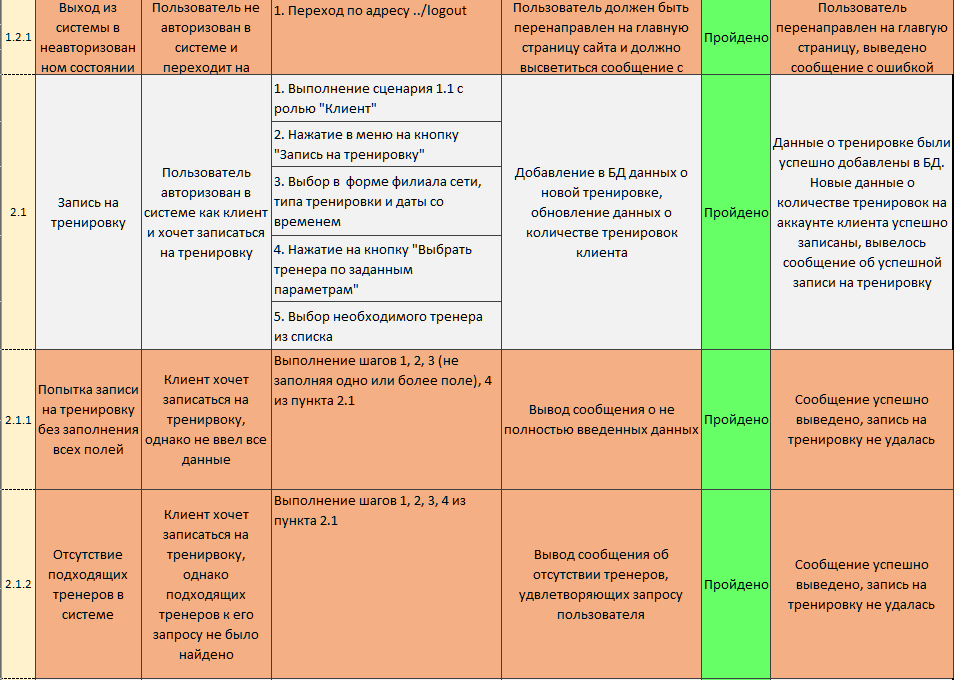 1.2.1
Выход из
системы в
неавторизован
ном состоянии
Пользователь не
авторизован в
системе и
переходит на
1. Переход по адресу ../logout
Пользователь должен быть
перенаправлен на главную
страницу сайта и должно
высветиться сообщение с
Пройдено
Пользователь
перенаправлен на главгую
страницу, выведено
сообщение с ошибкой
2.1
Запись на
тренировку
Пользователь
авторизован в
системе как клиент
и хочет записаться
на тренировку
1. Выполнение сценария 1.1 с
ролью "Клиент"
2. Нажатие в меню на кнопку
"Запись на тренировку"
3. Выбор в форме филиала сети,
типа тренировки и даты со
временем
4. Нажатие на кнопку "Выбрать
тренера по заданным
параметрам"
5. Выбор необходимого тренера
из списка
Добавление в БД данных о
новой тренировке,
обновление данных о
количестве тренировок
клиента
Пройдено
Данные о тренировке были
успешно добавлены в БД.
Новые данные о
количестве тренировок на
аккаунте клиента успешно
записаны, вывелось
сообщение об успешной
записи на тренировку
2.1.1
Попытка записи
на тренировку
без заполнения
всех полей
Клиент хочет
записаться на
тренирвоку,
однако не ввел все
данные
Выполнение шагов 1, 2, 3 (не
заполняя одно или более поле), 4
из пункта 2.1
Вывод сообщения о не
полностью введенных данных
Пройдено
Сообщение успешно
выведено, запись на
тренировку не удалась
2.1.2
Отсутствие
подходящих
тренеров в
системе
Клиент хочет
записаться на
тренирвоку,
однако
подходящих
тренеров к его
запросу не было
найдено
Выполнение шагов 1, 2, 3, 4 из
пункта 2.1
Вывод сообщения об
отсутствии тренеров,
удвлетворяющих запросу
пользователя
Пройдено
Сообщение успешно
выведено, запись на
тренировку не удалась